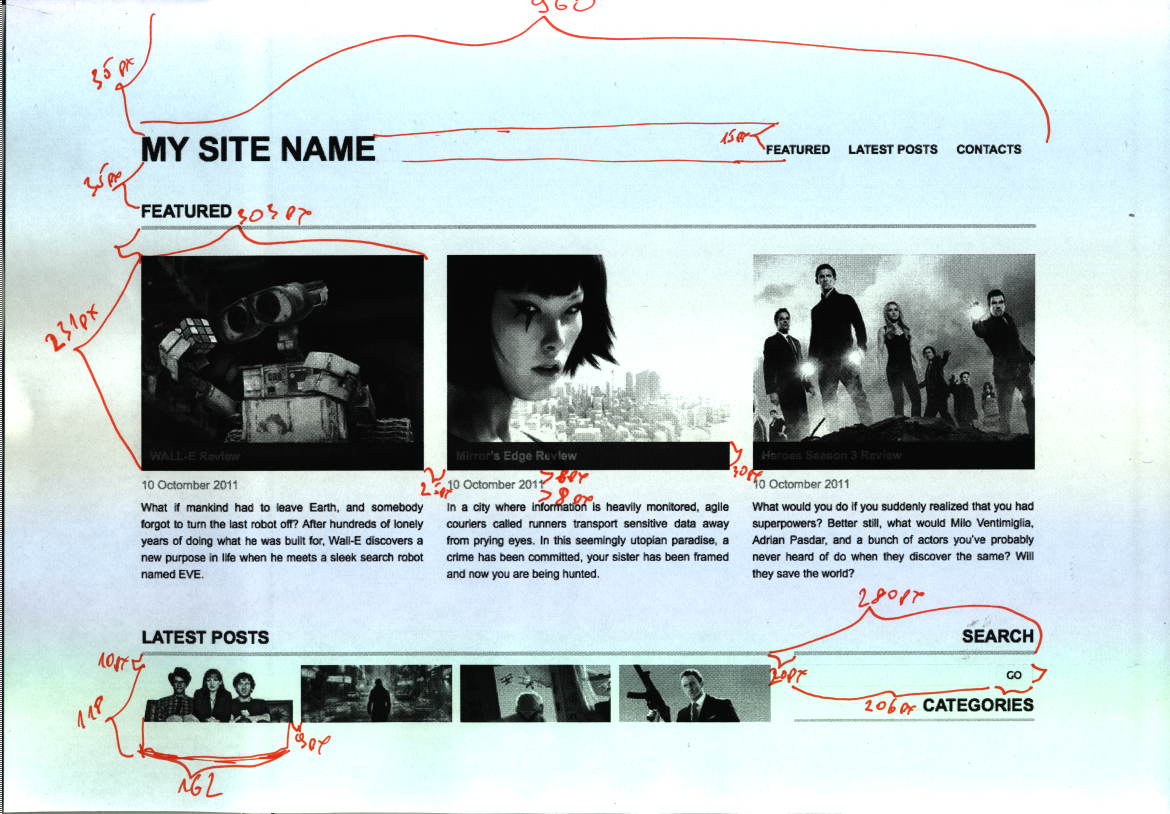 960
35px
MY SITE NAME
15px
FEATURED LATEST POSTS CONTACTS
35px
FEATURED
303px
231px
WALL-E Review
Mirror's Edge Review
Heroes Season 3 Review
30px
10 Octomber 2011
10 Octomber 2011
10 Octomber 2011
8px
What if mankind had to leave Earth, and somebody
forgot to turn the last robot off? After hundreds of lonely
years of doing what he was built for, Wall-E discovers a
new purpose in life when he meets a sleek search robot
named EVE.
In a city where information is heavily monitored, agile
couriers called runners transport sensitive data away
from prying eyes. In this seemingly utopian paradise, a
crime has been committed, your sister has been framed
and now you are being hunted.
What would you do if you suddenly realized that you had
superpowers? Better still, what would Milo Ventimiglia,
Adrian Pasdar, and a bunch of actors you've probably
never heard of do when they discover the same? Will
they save the world?
280px
LATEST POSTS
SEARCH
10px
20px
GO
118
206px
CATEGORIES
162